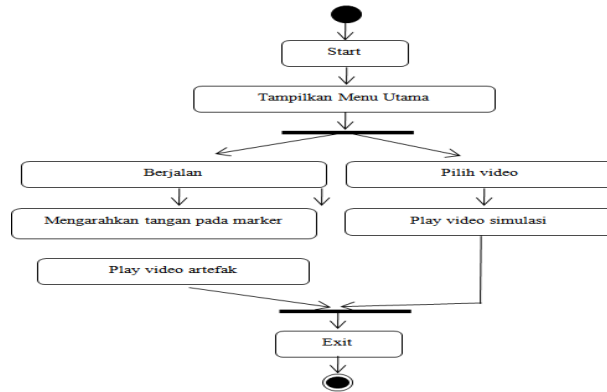 Start
Tampilkan Menu Utama
Berjalan
Pilih video
Mengarahkan tangan pada marker
Play video simulasi
Play video artefak
Exit